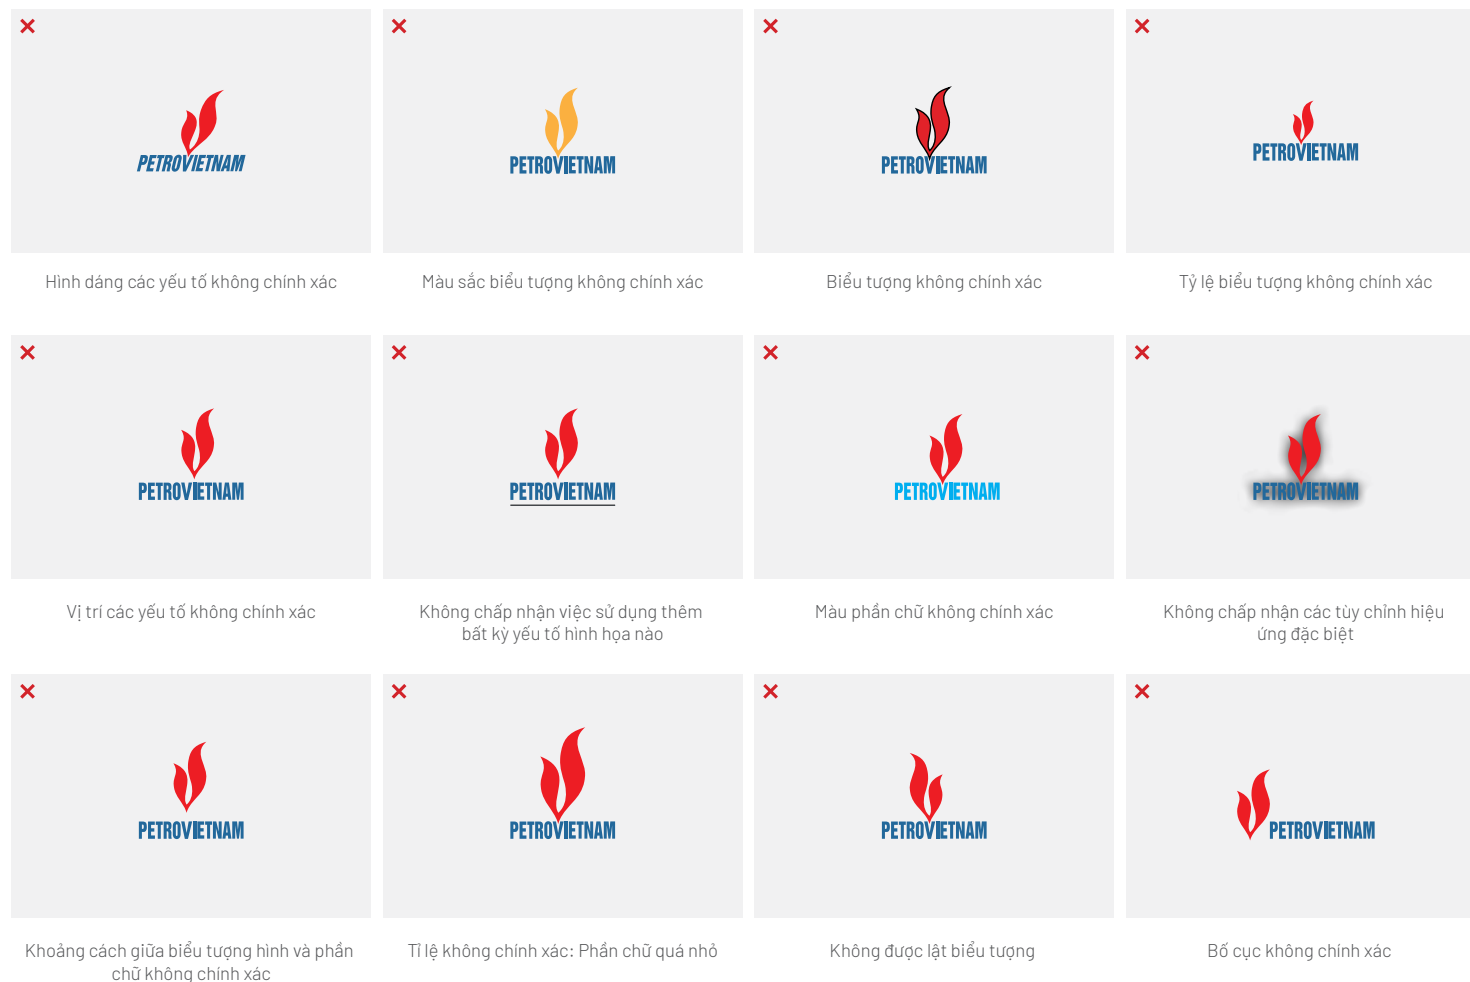 PETROVIETNAM
PETROVIETNAM
PETROVIETNAM
PETROVIETNAM
Hình dáng các yếu tố không chính xác
Màu sắc biểu tượng không chính xác
Biểu tượng không chính xác
Tỷ lệ biểu tượng không chính xác
PETROVIETNAM
PETROVIETNAM
PETROVIETNAM
PETROVIETNAM
Vị trí các yếu tố không chính xác
Không chấp nhận việc sử dụng thêm
bất kỳ yếu tố hình họa nào
Màu phần chữ không chính xác
Không chấp nhận các tùy chỉnh hiệu
ứng đặc biệt
PETROVIETNAM
PETROVIETNAM
PETROVIETNAM
PETROVIETNAM
Khoảng cách giữa biểu tượng hình và phần
chữ không chính xác
Tỉ lệ không chính xác: Phần chữ quá nhỏ
Không được lật biểu tượng
Bố cục không chính xác